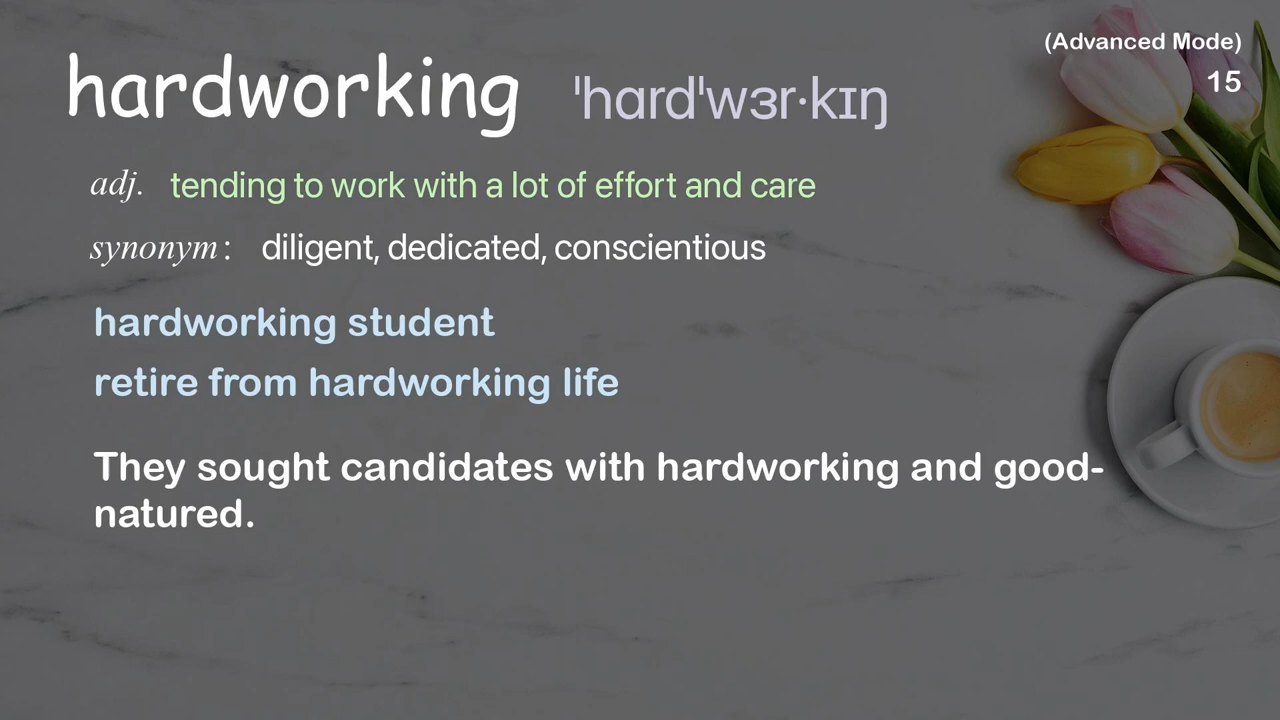 (Advanced Mode)
hardworking ˈhɑrdˈwɜr·kɪŋ
15
adj. tending to work with a lot of effort and care
synonym: diligent, dedicated, conscientious
hardworking student
retire from hardworking life
They sought candidates with hardworking and good-
natured.